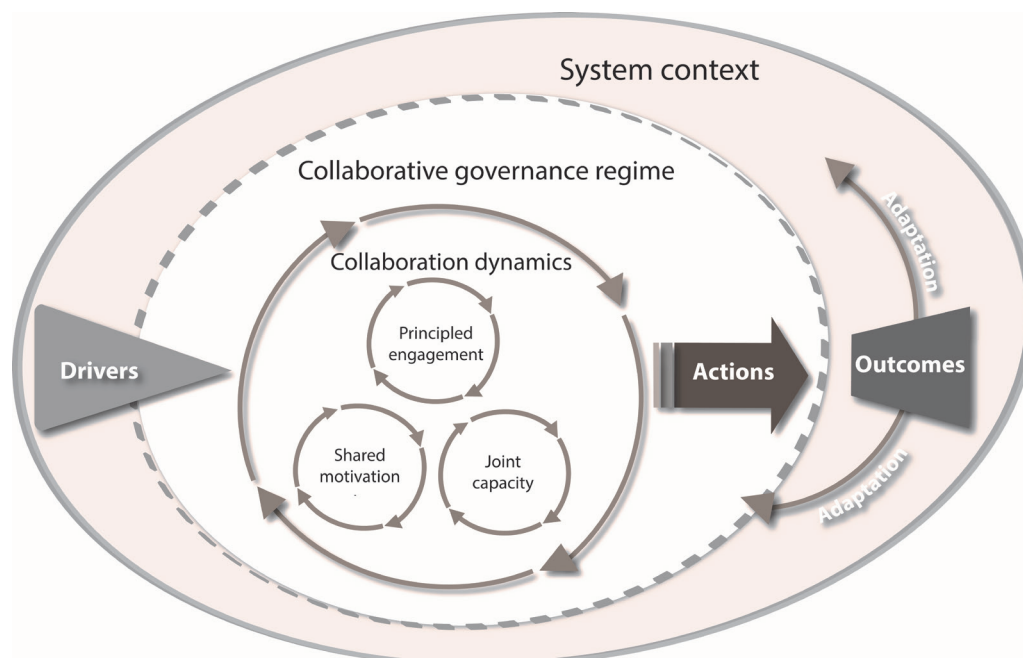 System context
Collaborative governance regime
Collaboration dynamics
Principled
engagement
Shared
motivation
Joint
capacity
Drivers
Actions
Outcomes
Adaptation
Adaptation